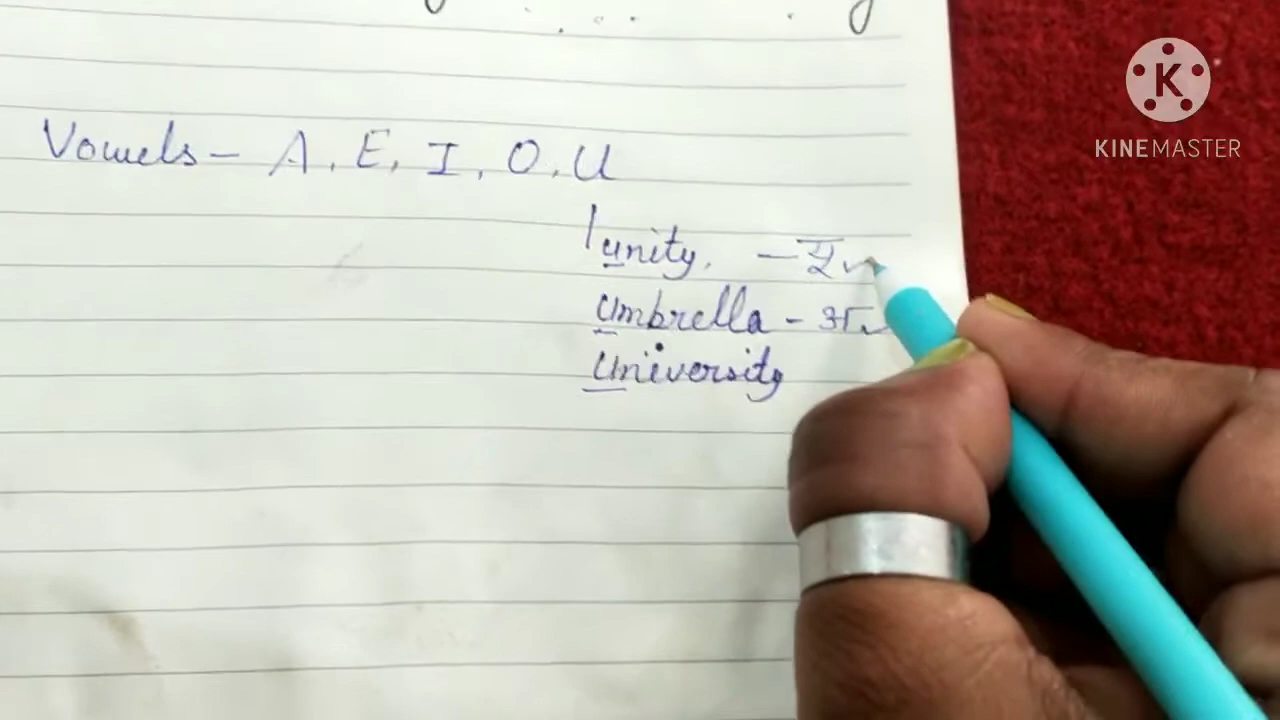 Vowels - A, E, I, O, U
unity, - यू
Umbrella - अ
University
KINEMASTER